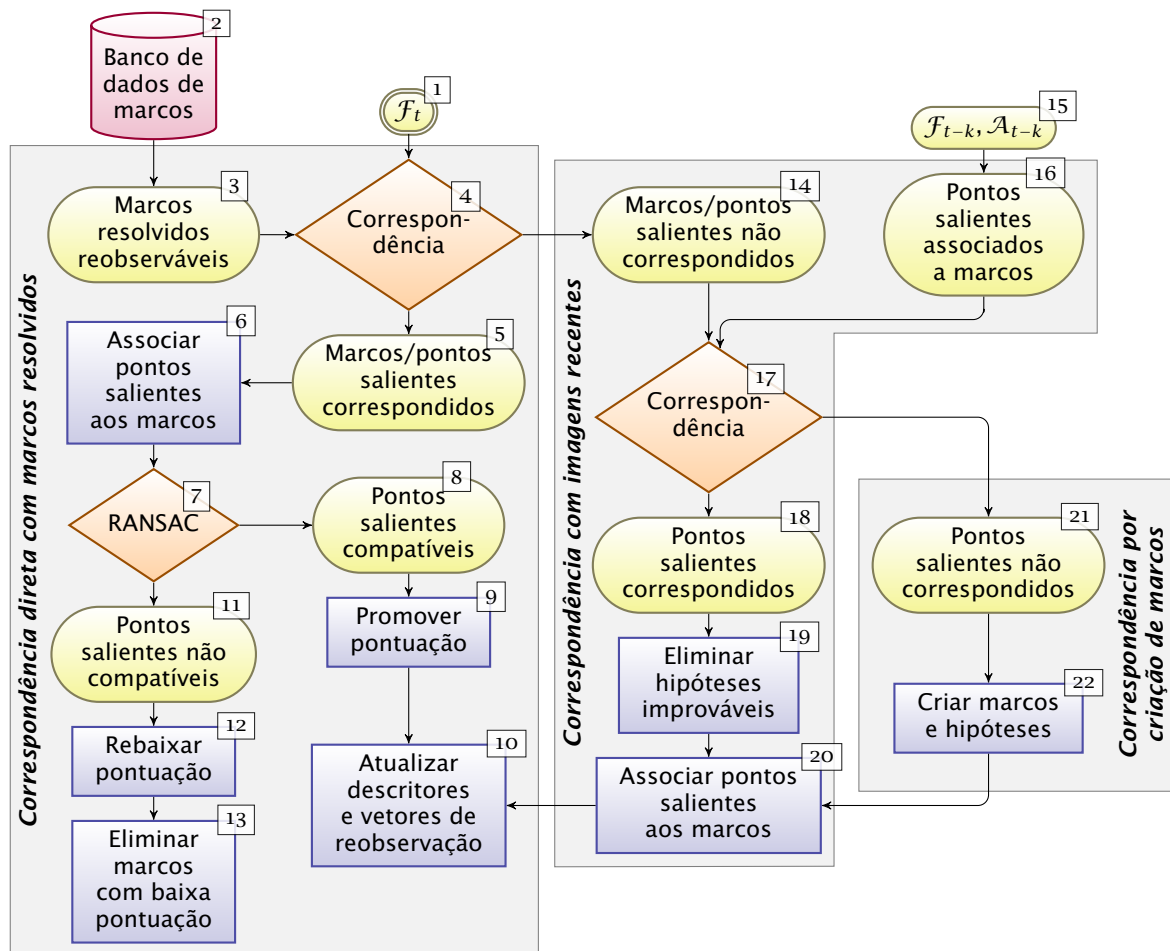 2
Banco de
dados de
marcos
1
ℱt
15
ℱt−k, 𝒜t−k
3
Marcos
resolvidos
reobserváveis
4
Correspon-
dência
14
Marcos/pontos
salientes não
correspondidos
16
Pontos
salientes
associados
a marcos
6
Associar
pontos
salientes
aos marcos
5
Marcos/pontos
salientes
correspondidos
17
Correspon-
dência
7
RANSAC
8
Pontos
salientes
compatíveis
18
Pontos
salientes
correspondidos
21
Pontos
salientes não
correspondidos
11
Pontos
salientes não
compatíveis
9
Promover
pontuação
19
Eliminar
hipóteses
improváveis
22
Criar marcos
e hipóteses
12
Rebaixar
pontuação
10
Atualizar
descritores
e vetores de
reobservação
20
Associar pontos
salientes
aos marcos
13
Eliminar
marcos
com baixa
pontuação
Correspondência direta com marcos resolvidos
Correspondência com imagens recentes
Correspondência por
criação de marcos